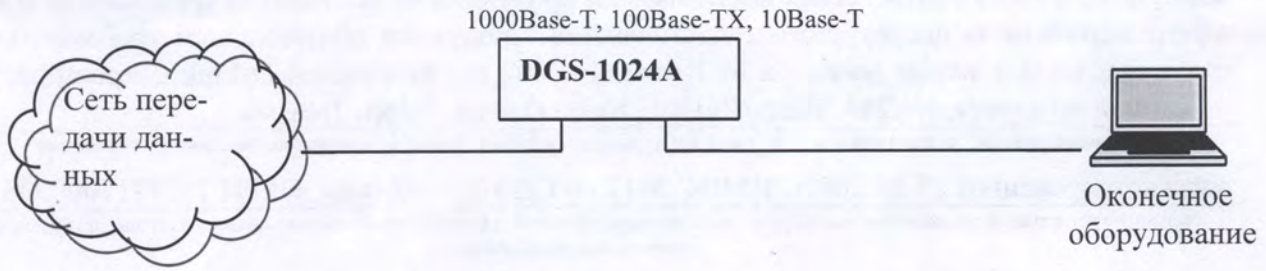 1000Base-T, 100Base-TX, 10Base-T
DGS-1024A
Сеть пере-
дачи дан-
ных
Оконечное
оборудование